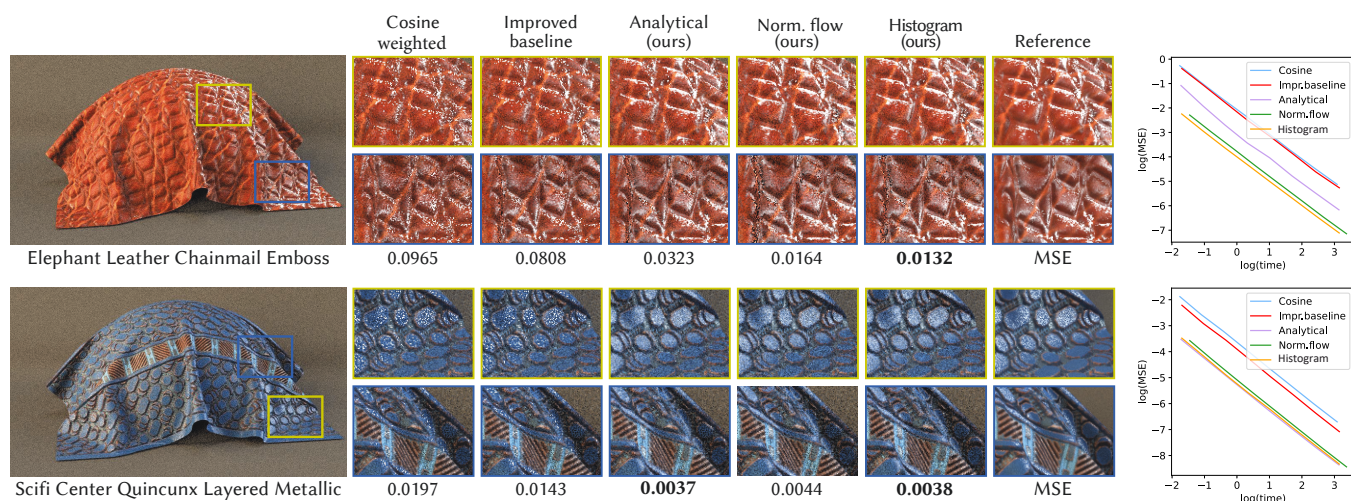 Cosine weighted
Improved baseline
Analytical (ours)
Norm. flow (ours)
Histogram (ours)
Reference
Elephant Leather Chainmail Emboss
0.0965
0.0808
0.0323
0.0164
0.0132
MSE
0
−1
−2
−3
−4
−5
−6
−7
log(MSE)
Cosine
Impr.baseline
Analytical
Norm.flow
Histogram
−2 −1 0 1 2 3
log(time)
Scifi Center Quincunx Layered Metallic
0.0197
0.0143
0.0037
0.0044
0.0038
MSE
−2
−3
−4
−5
−6
−7
−8
log(MSE)
Cosine
Impr.baseline
Analytical
Norm.flow
Histogram
−2 −1 0 1 2 3
log(time)